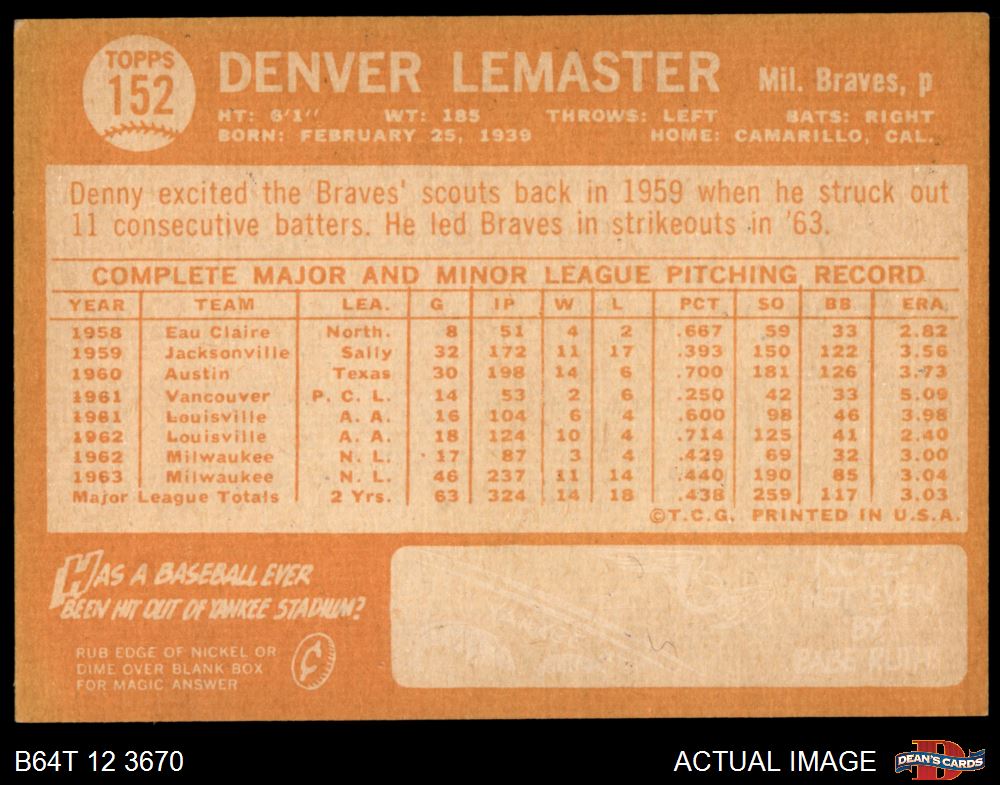 TOPPS
152
DENVER LEMASTER Mil. Braves, p
HT: 6'1" WT: 185 THROWS: LEFT BATS: RIGHT
BORN: FEBRUARY 25, 1939 HOME: CAMARILLO, CAL.
Denny excited the Braves' scouts back in 1959 when he struck out
11 consecutive batters. He led Braves in strikeouts in '63.
COMPLETE MAJOR AND MINOR LEAGUE PITCHING RECORD
YEAR TEAM LEA. G IP W L PCT SO BB ERA
1958 Eau Claire North. 8 51 4 2 .667 59 33 2.82
1959 Jacksonville Sally 32 172 11 17 .393 150 122 3.56
1960 Austin Texas 30 198 14 6 .700 181 126 3.73
1961 Vancouver P. C. L. 14 53 2 6 .250 42 33 5.09
1961 Louisville A. A. 16 104 6 4 .600 98 46 3.98
1962 Louisville A. A. 18 124 10 4 .714 125 41 2.40
1962 Milwaukee N. L. 17 87 3 4 .429 69 32 3.00
1963 Milwaukee N. L. 46 237 11 14 .440 190 85 3.04
Major League Totals 2 Yrs. 63 324 14 18 .438 259 117 3.03
©T.C.G. PRINTED IN U.S.A.
HAS A BASEBALL EVER
BEEN HIT OUT OF YANKEE STADIUM?
RUB EDGE OF NICKEL OR
DIME OVER BLANK BOX
FOR MAGIC ANSWER
NOT EVEN
BY
BABE RUTH
B64T 12 3670 ACTUAL IMAGE DEAN'S CARDS